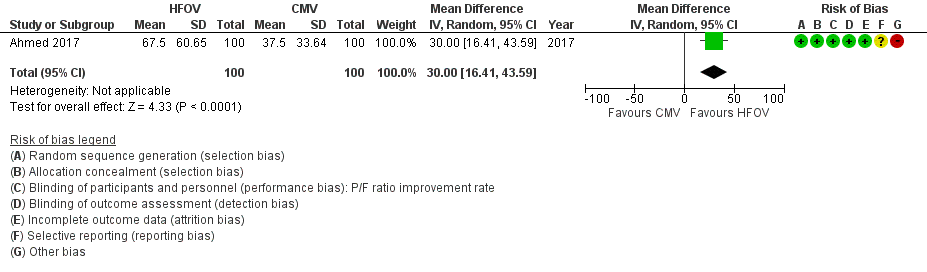 HFOV CMV Mean Difference Mean Difference Risk of Bias
Study or Subgroup Mean SD Total Mean SD Total Weight IV, Random, 95% CI Year IV, Random, 95% CI A B C D E F G
Ahmed 2017 67.5 60.65 100 37.5 33.64 100 100.0% 30.00 [16.41, 43.59] 2017 + + + + + ? -
Total (95% CI) 100 100 100.0% 30.00 [16.41, 43.59]
Heterogeneity: Not applicable
Test for overall effect: Z = 4.33 (P < 0.0001)
-100 -50 0 50 100
Favours CMV Favours HFOV
Risk of bias legend
(A) Random sequence generation (selection bias)
(B) Allocation concealment (selection bias)
(C) Blinding of participants and personnel (performance bias): P/F ratio improvement rate
(D) Blinding of outcome assessment (detection bias)
(E) Incomplete outcome data (attrition bias)
(F) Selective reporting (reporting bias)
(G) Other bias